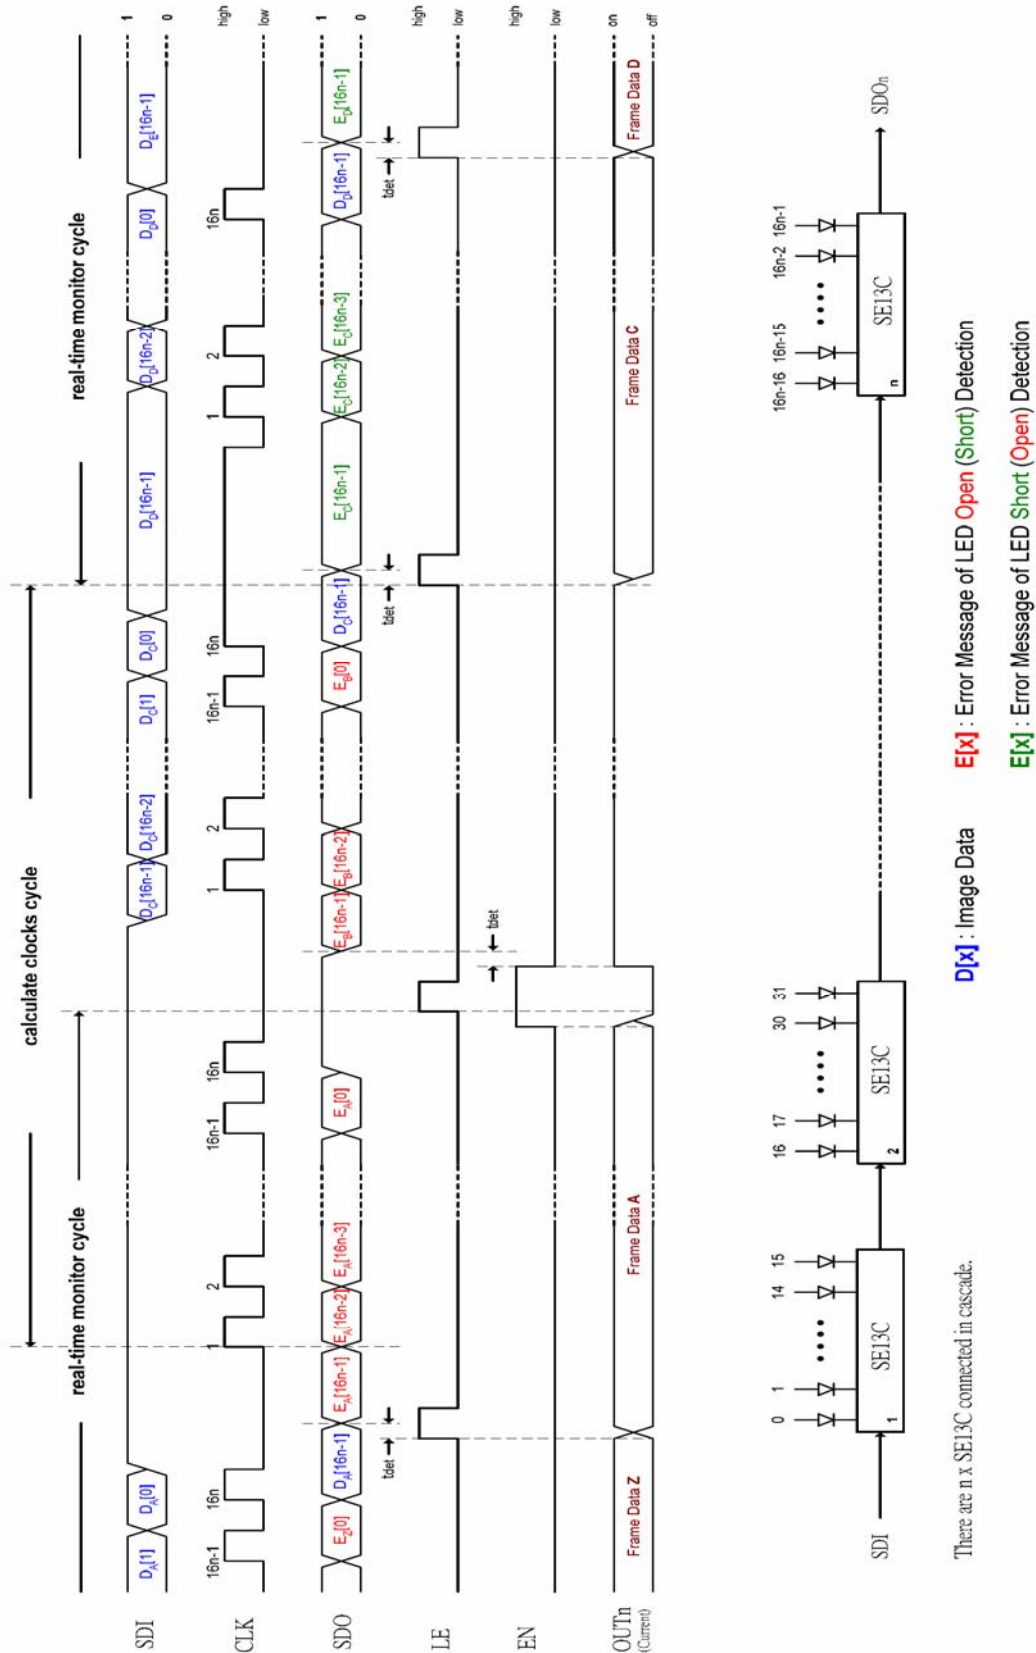 real-time monitor cycle
calculate clocks cycle
real-time monitor cycle
SDI
D_A[1]
D_A[0]
D_C[16n-1]
D_C[16n-2]
D_C[1]
D_C[0]
D_D[16n-1]
D_D[16n-2]
D_D[0]
D_E[16n-1]
1
0
CLK
16n-1
16n
1
2
16n-1
16n
1
2
16n-1
16n
1
2
16n
high
low
SDO
E_Z[0]
D_A[16n-1]
E_A[16n-1]
E_A[16n-2]
E_A[16n-3]
E_A[0]
E_B[16n-1]
E_B[16n-2]
E_B[0]
D_C[16n-1]
E_C[16n-1]
E_C[16n-2]
E_C[16n-3]
D_D[16n-1]
E_D[16n-1]
1
0
tdet
tdet
tdet
tdet
LE
high
low
EN
high
low
OUTn
(Current)
Frame Data Z
Frame Data A
Frame Data C
Frame Data D
on
off
0
1
14
15
16
17
30
31
16n-16
16n-15
16n-2
16n-1
SDI
SE13C
1
SE13C
2
SE13C
n
SDOn
There are n x SE13C connected in cascade.
D[x] : Image Data
E[x] : Error Message of LED Open (Short) Detection
E[x] : Error Message of LED Short (Open) Detection